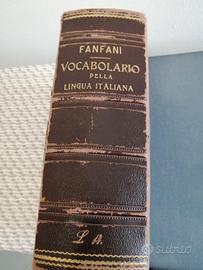 FANFANI
VOCABOLARIO
DELLA
LINGUA ITALIANA
L A.
subito